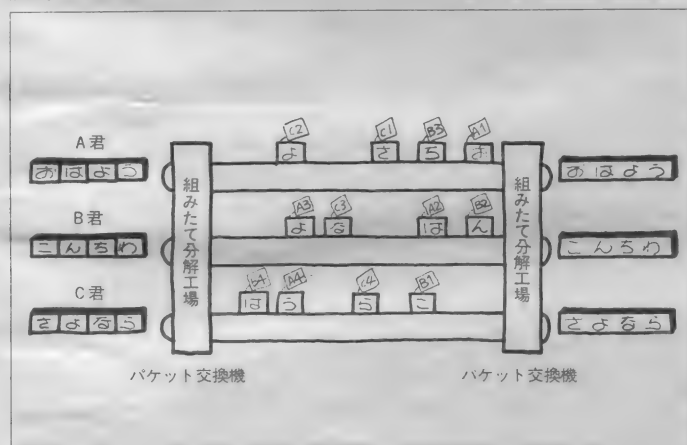 A君
おはよう
B君
こんちわ
C君
さよなら
組みたて分解工場
パケット交換機
C2
よ
C1
さ
B3
ち
A1
お
A3
よ
C3
な
A2
は
B2
ん
B4
は
A4
う
C4
ら
B1
こ
組みたて分解工場
パケット交換機
おはよう
こんちわ
さよなら